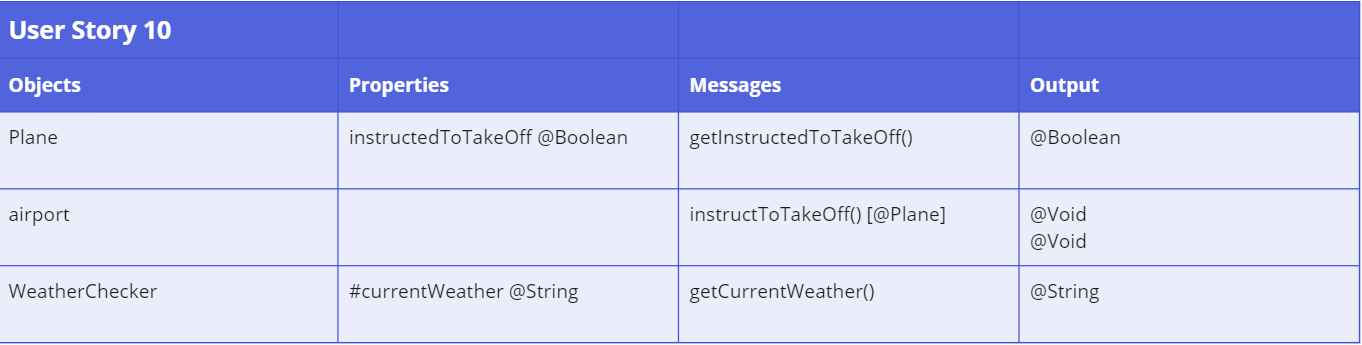 User Story 10
Objects Properties Messages Output
Plane instructedToTakeOff @Boolean getInstructedToTakeOff() @Boolean
airport instructToTakeOff() [@Plane] @Void
@Void
WeatherChecker #currentWeather @String getCurrentWeather() @String